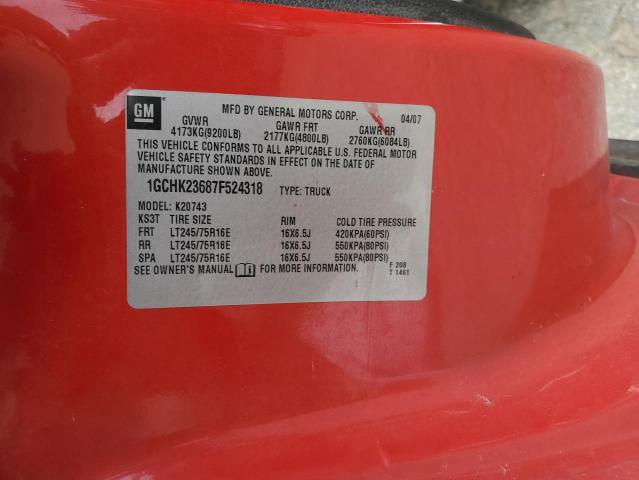 GM
MFD BY GENERAL MOTORS CORP. 04/07
GVWR GAWR FRT GAWR RR
4173KG(9200LB) 2177KG(4800LB) 2760KG(6084LB)
THIS VEHICLE CONFORMS TO ALL APPLICABLE U.S. FEDERAL MOTOR
VEHICLE SAFETY STANDARDS IN EFFECT ON THE DATE OF
MANUFACTURE SHOWN ABOVE.
1GCHK23687F524318 TYPE: TRUCK
MODEL: K20743
KS3T TIRE SIZE RIM COLD TIRE PRESSURE
FRT LT245/75R16E 16X6.5J 420KPA(60PSI)
RR LT245/75R16E 16X6.5J 550KPA(80PSI)
SPA LT245/75R16E 16X6.5J 550KPA(80PSI)
SEE OWNER'S MANUAL FOR MORE INFORMATION. F 208
T 1461